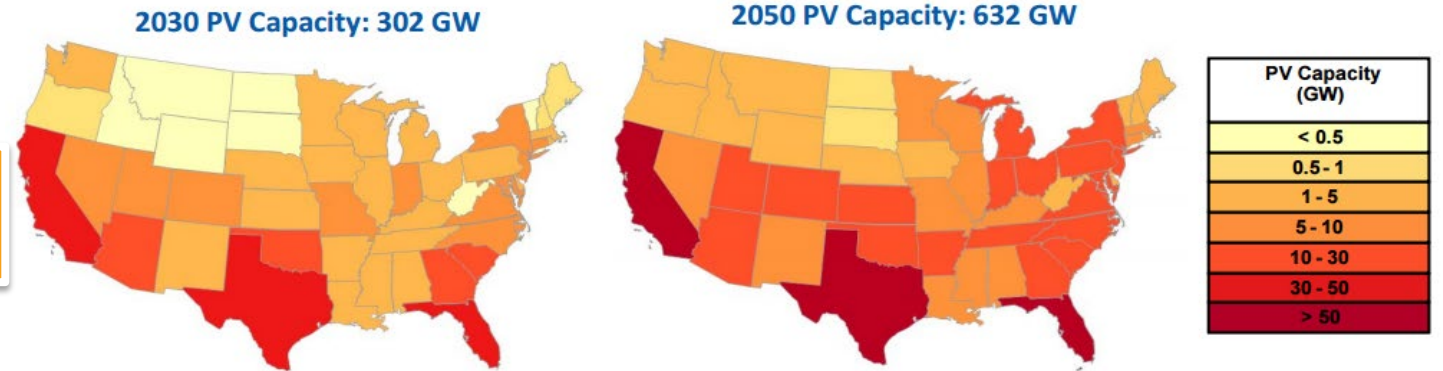 2030 PV Capacity: 302 GW
2050 PV Capacity: 632 GW
PV Capacity
(GW)
< 0.5
0.5 - 1
1 - 5
5 - 10
10 - 30
30 - 50
> 50